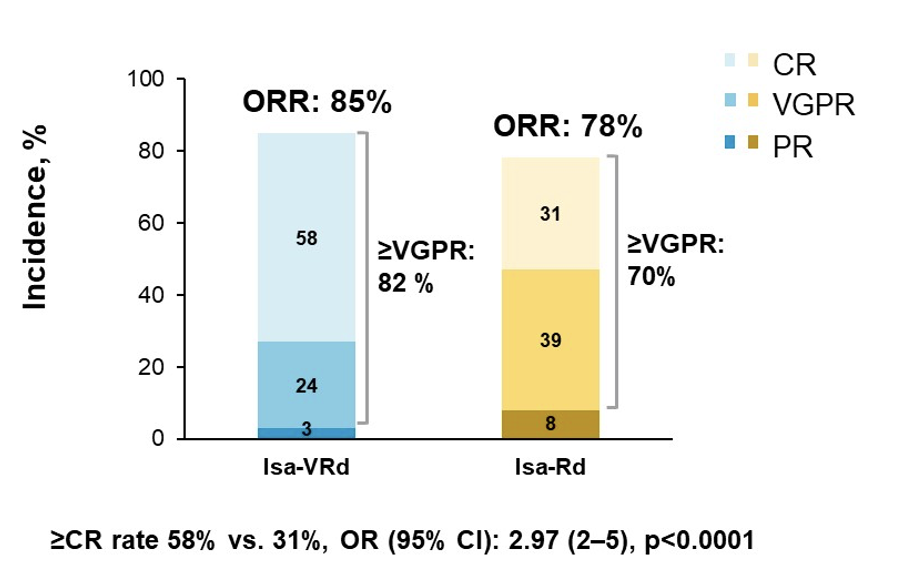 CR
VGPR
PR
Incidence, %
100
80
60
40
20
0
ORR: 85%
58
24
3
≥VGPR:
82 %
ORR: 78%
31
39
8
≥VGPR:
70%
Isa-VRd
Isa-Rd
≥CR rate 58% vs. 31%, OR (95% CI): 2.97 (2–5), p<0.0001